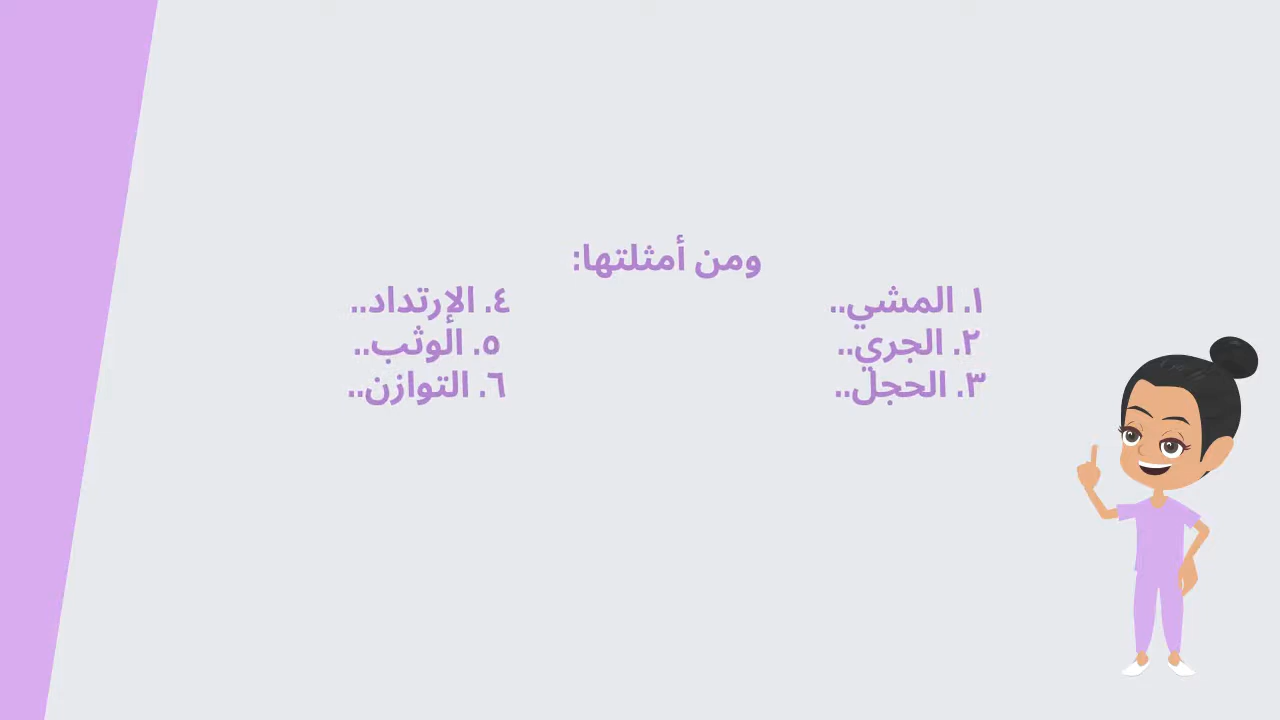 ومن أمثلتها:
١. المشي..
٢. الجري..
٣. الحجل..
٤. الإرتداد..
٥. الوثب..
٦. التوازن..